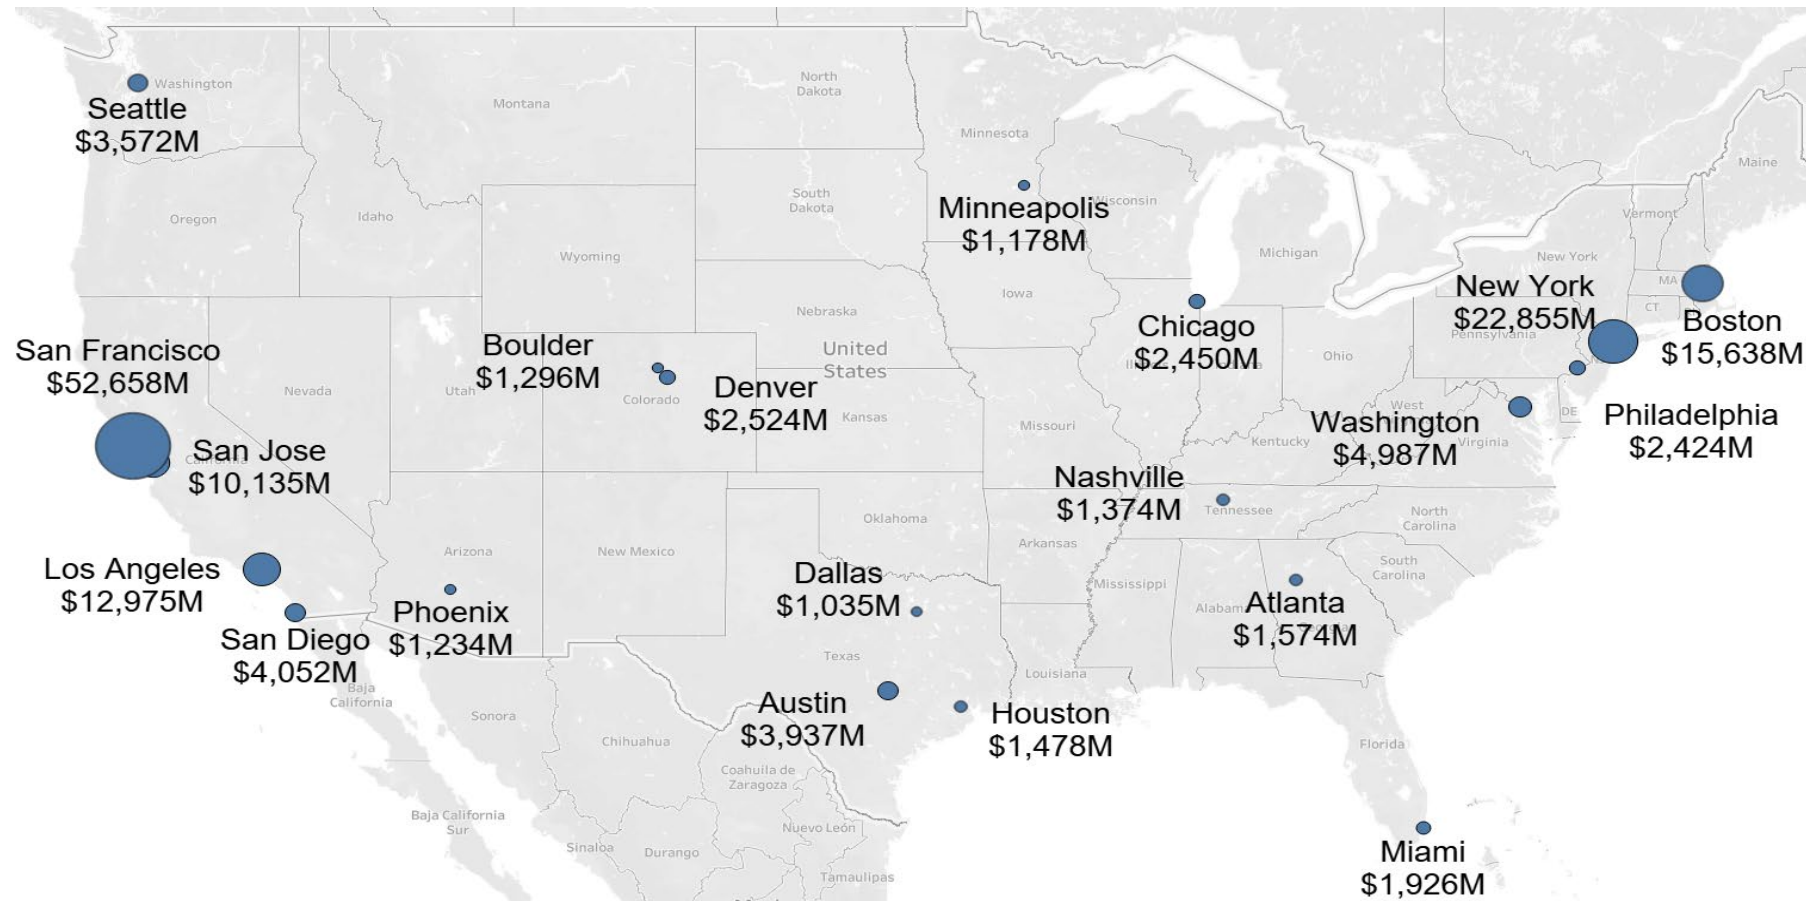 North
Dakota
Washington
Seattle
$3,572M
Montana
Minnesota
Maine
South
Dakota
Minneapolis
$1,178M
Wisconsin
Oregon
Idaho
Vermont
Wyoming
Michigan
New York
Iowa
MA
New York
$22,855M
CT
Nebraska
Boston
$15,638M
Chicago
$2,450M
Pennsylvania
San Francisco
$52,658M
Boulder
$1,296M
United
States
Ohio
Nevada
Utah
Colorado
Denver
$2,524M
Kansas
Missouri
West
DE
Philadelphia
$2,424M
Washington
$4,987M
Kentucky
Virginia
San Jose
$10,135M
California
Nashville
$1,374M
Tennessee
North
Carolina
Oklahoma
Arkansas
Arizona
New Mexico
South
Carolina
Los Angeles
$12,975M
Dallas
$1,035M
Mississippi
Atlanta
$1,574M
Phoenix
$1,234M
San Diego
$4,052M
Texas
Louisiana
Baja
California
Sonora
Austin
$3,937M
Houston
$1,478M
Chihuahua
Florida
Coahuila de
Zaragoza
Baja California
Sur
Nuevo León
Sinaloa
Durango
Tamaulipas
Miami
$1,926M